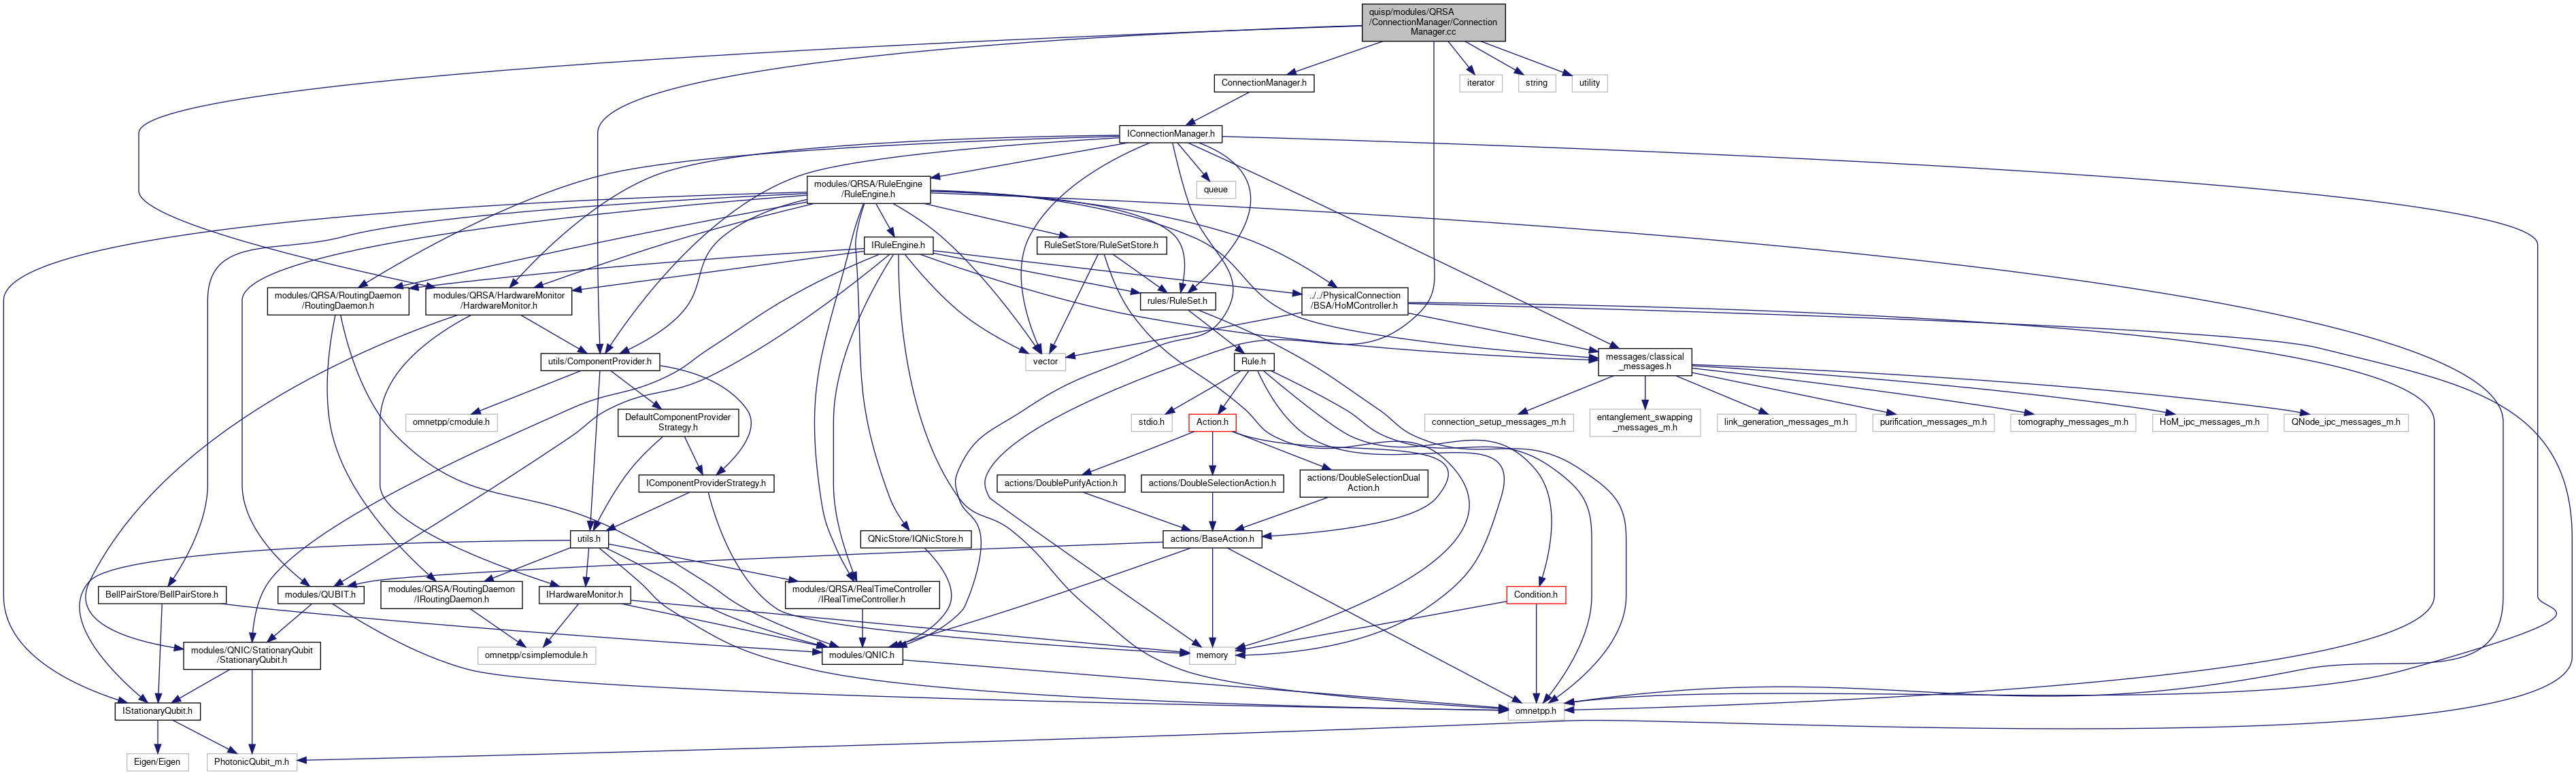 quisp/modules/QRSA
/ConnectionManager/Connection
Manager.cc
ConnectionManager.h
iterator
string
utility
IConnectionManager.h
modules/QRSA/RuleEngine
/RuleEngine.h
queue
IRuleEngine.h
RuleSetStore/RuleSetStore.h
modules/QRSA/RoutingDaemon
/RoutingDaemon.h
modules/QRSA/HardwareMonitor
/HardwareMonitor.h
rules/RuleSet.h
../../PhysicalConnection
/BSA/HoMController.h
utils/ComponentProvider.h
vector
Rule.h
messages/classical
_messages.h
omnetpp/cmodule.h
DefaultComponentProvider
Strategy.h
stdio.h
Action.h
connection_setup_messages_m.h
entanglement_swapping
_messages_m.h
link_generation_messages_m.h
purification_messages_m.h
tomography_messages_m.h
HoM_ipc_messages_m.h
QNode_ipc_messages_m.h
IComponentProviderStrategy.h
actions/DoublePurifyAction.h
actions/DoubleSelectionAction.h
actions/DoubleSelectionDual
Action.h
utils.h
QNicStore/IQNicStore.h
actions/BaseAction.h
BellPairStore/BellPairStore.h
modules/QUBIT.h
modules/QRSA/RoutingDaemon
/IRoutingDaemon.h
IHardwareMonitor.h
modules/QRSA/RealTimeController
/IRealTimeController.h
Condition.h
modules/QNIC/StationaryQubit
/StationaryQubit.h
omnetpp/csimplemodule.h
modules/QNIC.h
memory
IStationaryQubit.h
omnetpp.h
Eigen/Eigen
PhotonicQubit_m.h